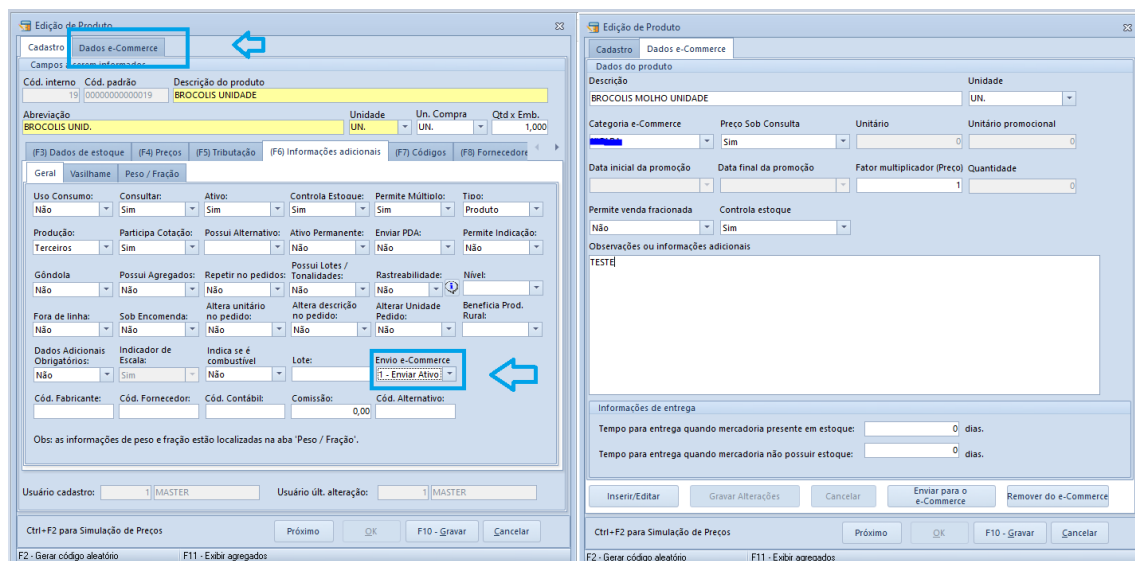 Edição de Produto
Cadastro Dados e-Commerce
Campos a serem informados
Cód. interno Cód. padrão Descrição do produto
19 00000000000019 BROCOLIS UNIDADE
Abreviação Unidade Un. Compra Qtd x Emb.
BROCOLIS UNID. UN. UN. 1,000
(F3) Dados de estoque (F4) Preços (F5) Tributação (F6) Informações adicionais (F7) Códigos (F8) Fornecedore
Geral Vasilhame Peso / Fração
Uso Consumo: Consultar: Ativo: Controla Estoque: Permite Múltiplo: Tipo:
Não Sim Sim Sim Sim Produto
Produção: Participa Cotação: Possui Alternativo: Ativo Permanente: Enviar PDA: Permite Indicação:
Terceiros Sim Não Não Não
Gôndola Possui Agregados: Repetir no pedidos: Possui Lotes / Tonalidades: Rastreabilidade: Nível:
Não Não Não Não Não
Fora de linha: Sob Encomenda: Altera unitário no pedido: Altera descrição no pedido: Alterar Unidade Pedido: Beneficia Prod. Rural:
Não Não Não Não Não
Dados Adicionais Obrigatórios: Indicador de Escala: Indica se é combustível Lote: Envio e-Commerce
Não Sim Não 1 - Enviar Ativo
Cód. Fabricante: Cód. Fornecedor: Cód. Contábil: Comissão: Cód. Alternativo:
0,00
Obs: as informações de peso e fração estão localizadas na aba 'Peso / Fração'.
Usuário cadastro: 1 MASTER Usuário últ. alteração: 1 MASTER
Ctrl+F2 para Simulação de Preços Próximo OK F10 - Gravar Cancelar
F2 - Gerar código aleatório F11 - Exibir agregados
Edição de Produto
Cadastro Dados e-Commerce
Dados do produto
Descrição Unidade
BROCOLIS MOLHO UNIDADE UN.
Categoria e-Commerce Preço Sob Consulta Unitário Unitário promocional
Sim 0 0
Data inicial da promoção Data final da promoção Fator multiplicador (Preço) Quantidade
1 0
Permite venda fracionada Controla estoque
Não Sim
Observações ou informações adicionais
TESTE
Informações de entrega
Tempo para entrega quando mercadoria presente em estoque: 0 dias.
Tempo para entrega quando mercadoria não possuir estoque: 0 dias.
Inserir/Editar Gravar Alterações Cancelar Enviar para o e-Commerce Remover do e-Commerce
Ctrl+F2 para Simulação de Preços Próximo OK F10 - Gravar Cancelar
F2 - Gerar código aleatório F11 - Exibir agregados